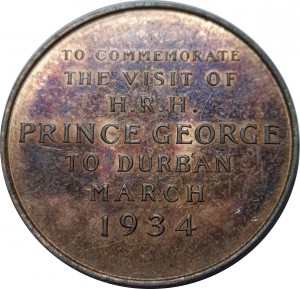 TO COMMEMORATE
THE VISIT OF
H.R.H.
PRINCE GEORGE
TO DURBAN
MARCH
1934